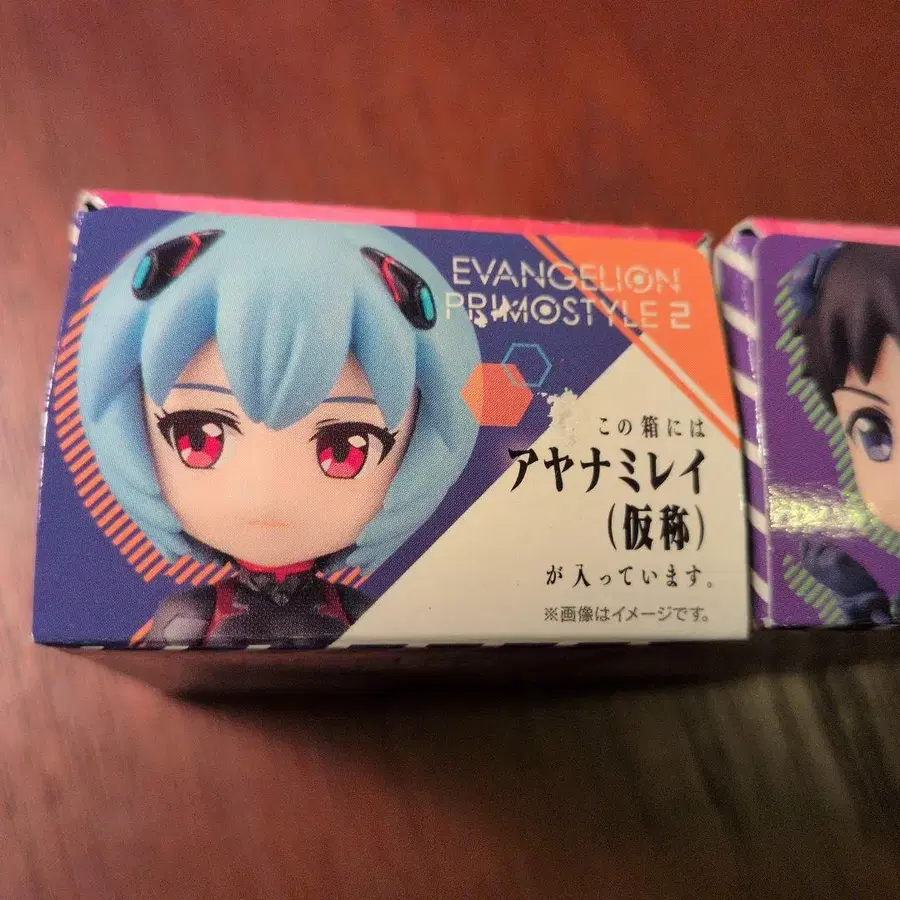 EVANGELION
PRIMOSTYLE 2
この箱には
アヤナミレイ
(仮称)
が入っています。
※画像はイメージです。